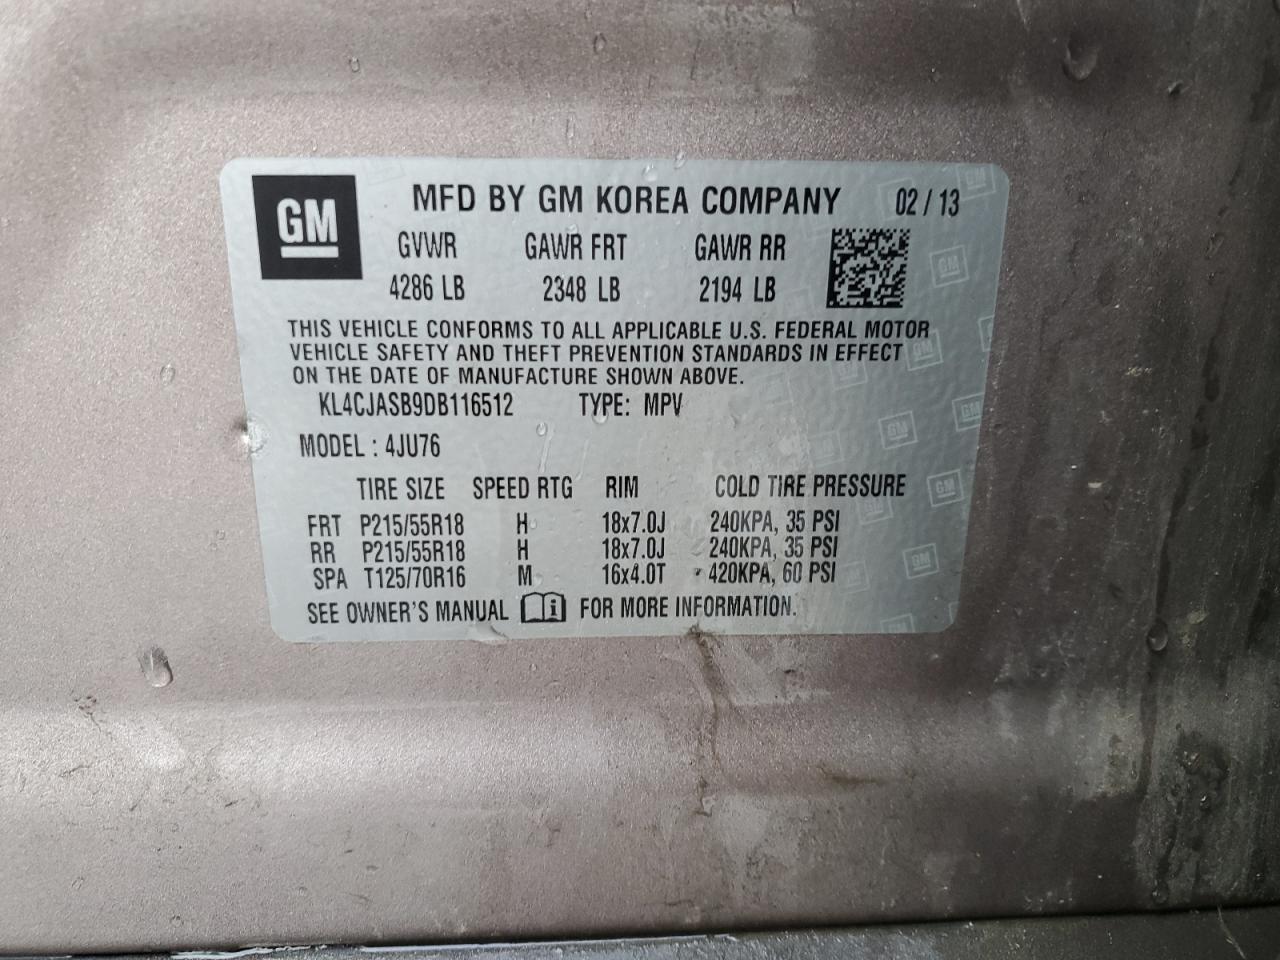 GM
MFD BY GM KOREA COMPANY 02 / 13
GVWR GAWR FRT GAWR RR
4286 LB 2348 LB 2194 LB
THIS VEHICLE CONFORMS TO ALL APPLICABLE U.S. FEDERAL MOTOR
VEHICLE SAFETY AND THEFT PREVENTION STANDARDS IN EFFECT
ON THE DATE OF MANUFACTURE SHOWN ABOVE.
KL4CJASB9DB116512 TYPE: MPV
MODEL : 4JU76
TIRE SIZE SPEED RTG RIM COLD TIRE PRESSURE
FRT P215/55R18 H 18x7.0J 240KPA, 35 PSI
RR P215/55R18 H 18x7.0J 240KPA, 35 PSI
SPA T125/70R16 M 16x4.0T 420KPA, 60 PSI
SEE OWNER'S MANUAL i FOR MORE INFORMATION.